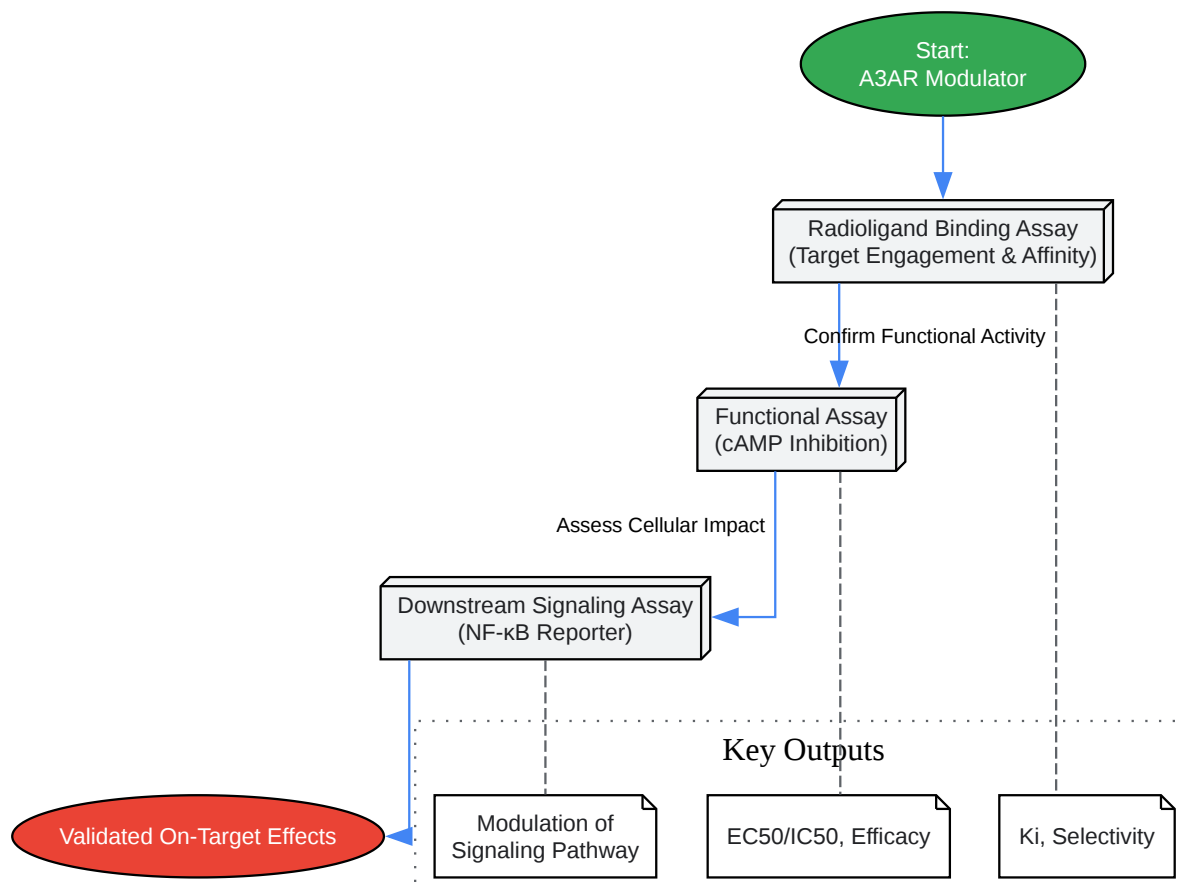 Start:
A3AR Modulator
Radioligand Binding Assay
(Target Engagement & Affinity)
Confirm Functional Activity
Functional Assay
(cAMP Inhibition)
Assess Cellular Impact
Downstream Signaling Assay
(NF-κB Reporter)
Key Outputs
Validated On-Target Effects
Modulation of
Signaling Pathway
EC50/IC50, Efficacy
Ki, Selectivity